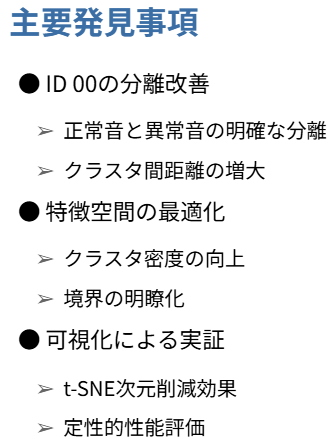 主要発見事項
● ID 00の分離改善
➢ 正常音と異常音の明確な分離
➢ クラスタ間距離の増大
● 特徴空間の最適化
➢ クラスタ密度の向上
➢ 境界の明瞭化
● 可視化による実証
➢ t-SNE次元削減効果
➢ 定性的性能評価